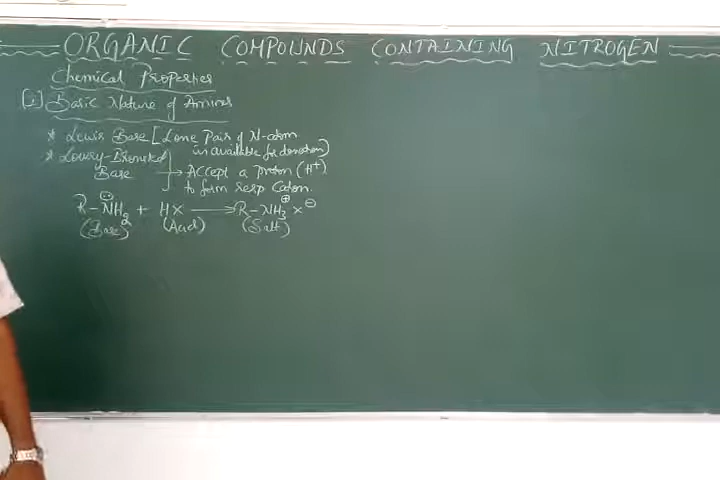 ORGANIC COMPOUNDS CONTAINING NITROGEN
Chemical Properties
[i] Basic Nature of Amines
* Lewis Base [Lone Pair of N-atom
is available for donation)
* Lowry-Bronsted
Base → Accept a proton (H⁺)
to form resp Cation.
R-N̈H₂ + HX ⟶ R-NH₃⊕ X⊖
(Base) (Acid) (Salt)